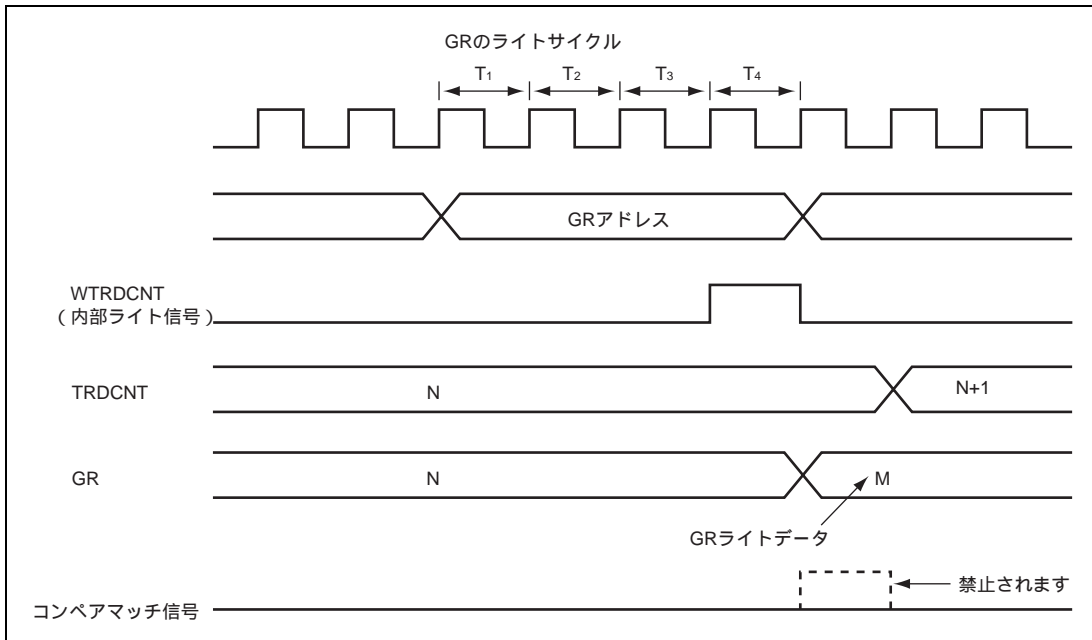 GRのライトサイクル
T1 T2 T3 T4
GRアドレス
WTRDCNT
(内部ライト信号)
TRDCNT N N+1
GR N M
GRライトデータ
禁止されます
コンペアマッチ信号